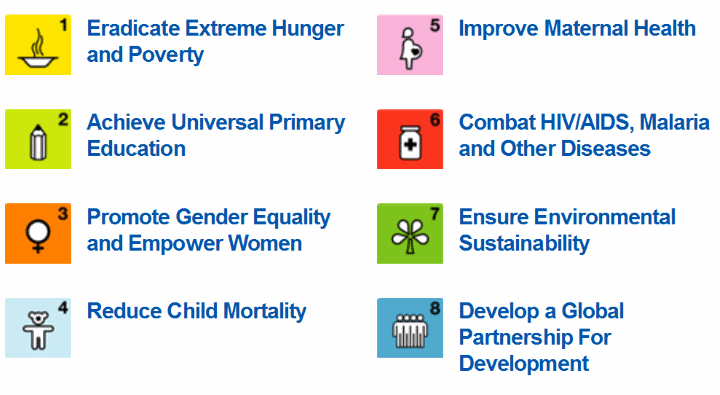 1
Eradicate Extreme Hunger
and Poverty
2
Achieve Universal Primary
Education
3
Promote Gender Equality
and Empower Women
4
Reduce Child Mortality
5
Improve Maternal Health
6
Combat HIV/AIDS, Malaria
and Other Diseases
7
Ensure Environmental
Sustainability
8
Develop a Global
Partnership For
Development